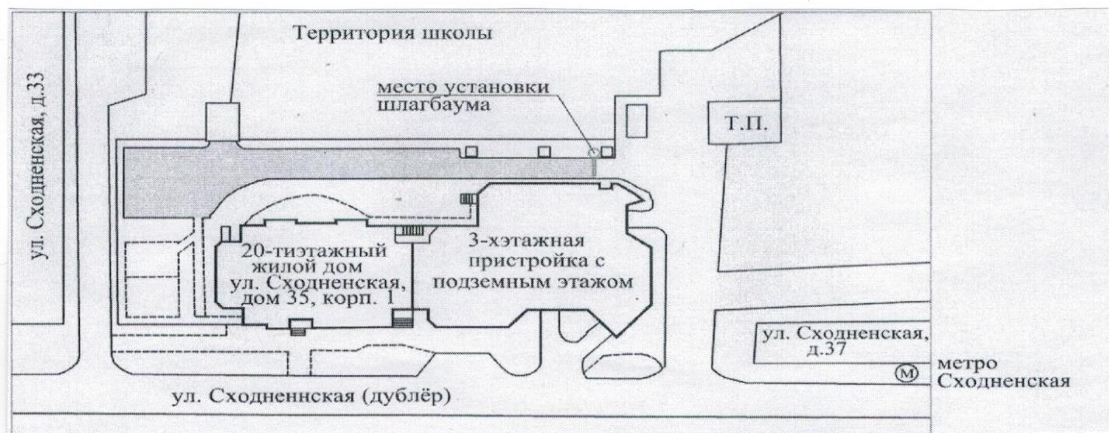 Территория школы
ул. Сходненская, д.33
место установки
шлагбаума
Т.П.
20-тиэтажный
жилой дом
ул. Сходненская,
дом 35, корп. 1
3-хэтажная
пристройка с
подземным этажом
ул. Сходненская,
д.37
М
метро
Сходненская
ул. Сходненнская (дублёр)